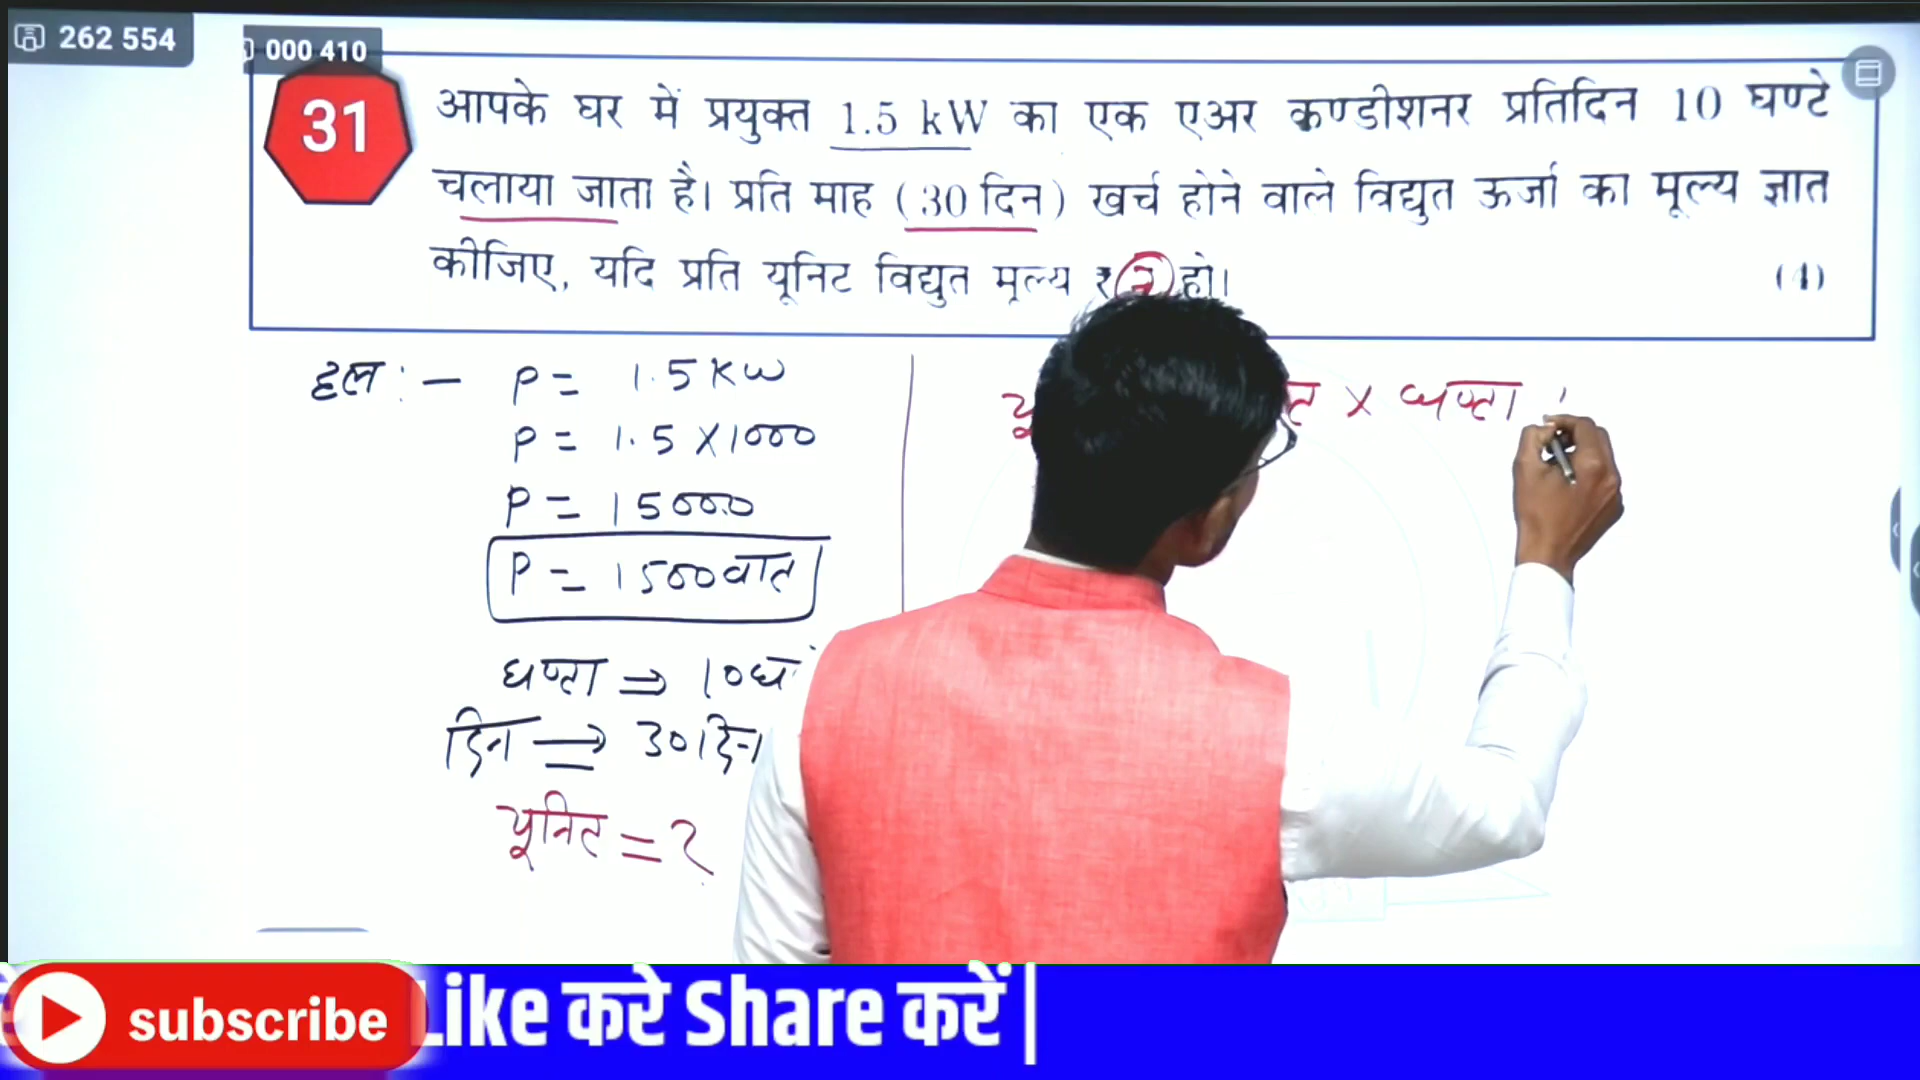 262 554
000 410
31
आपके घर में प्रयुक्त 1.5 kW का एक एअर कण्डीशनर प्रतिदिन 10 घण्टे
चलाया जाता है। प्रति माह (30 दिन) खर्च होने वाले विद्युत ऊर्जा का मूल्य ज्ञात
कीजिए, यदि प्रति यूनिट विद्युत मूल्य ₹ हो। (4)
हल :- P = 1.5 KW
P = 1.5 X 1000
P = 1500.0
P = 1500 वात
घण्टा ⇒ 10 घं
दिन ⇒ 30 दिन
यूनिट = ?
यू ट X घण्टा
subscribe
Like करे Share करें |